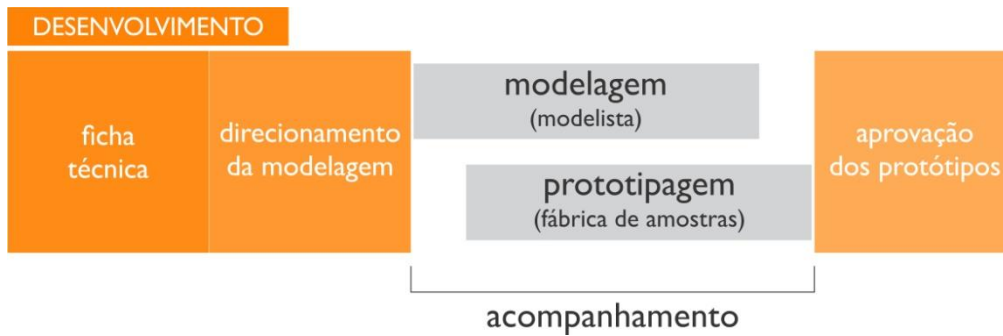 DESENVOLVIMENTO
ficha
técnica
direcionamento
da modelagem
modelagem
(modelista)
prototipagem
(fábrica de amostras)
aprovação
dos protótipos
acompanhamento